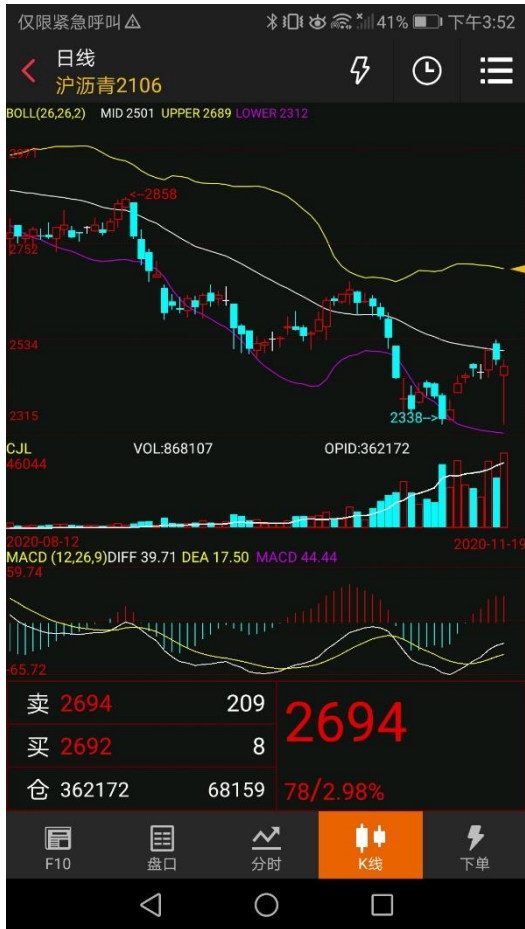 仅限紧急呼叫 41% 下午3:52
日线
沪沥青2106
BOLL(26,26,2) MID 2501 UPPER 2689 LOWER 2312
2971
<--2858
2752
2534
2338-->
2315
CJL VOL:868107 OPID:362172
46044
2020-08-12 2020-11-19
MACD (12,26,9)DIFF 39.71 DEA 17.50 MACD 44.44
59.74
-65.72
卖 2694 209
2694
买 2692 8
仓 362172 68159
78/2.98%
F10 盘口 分时 K线 下单